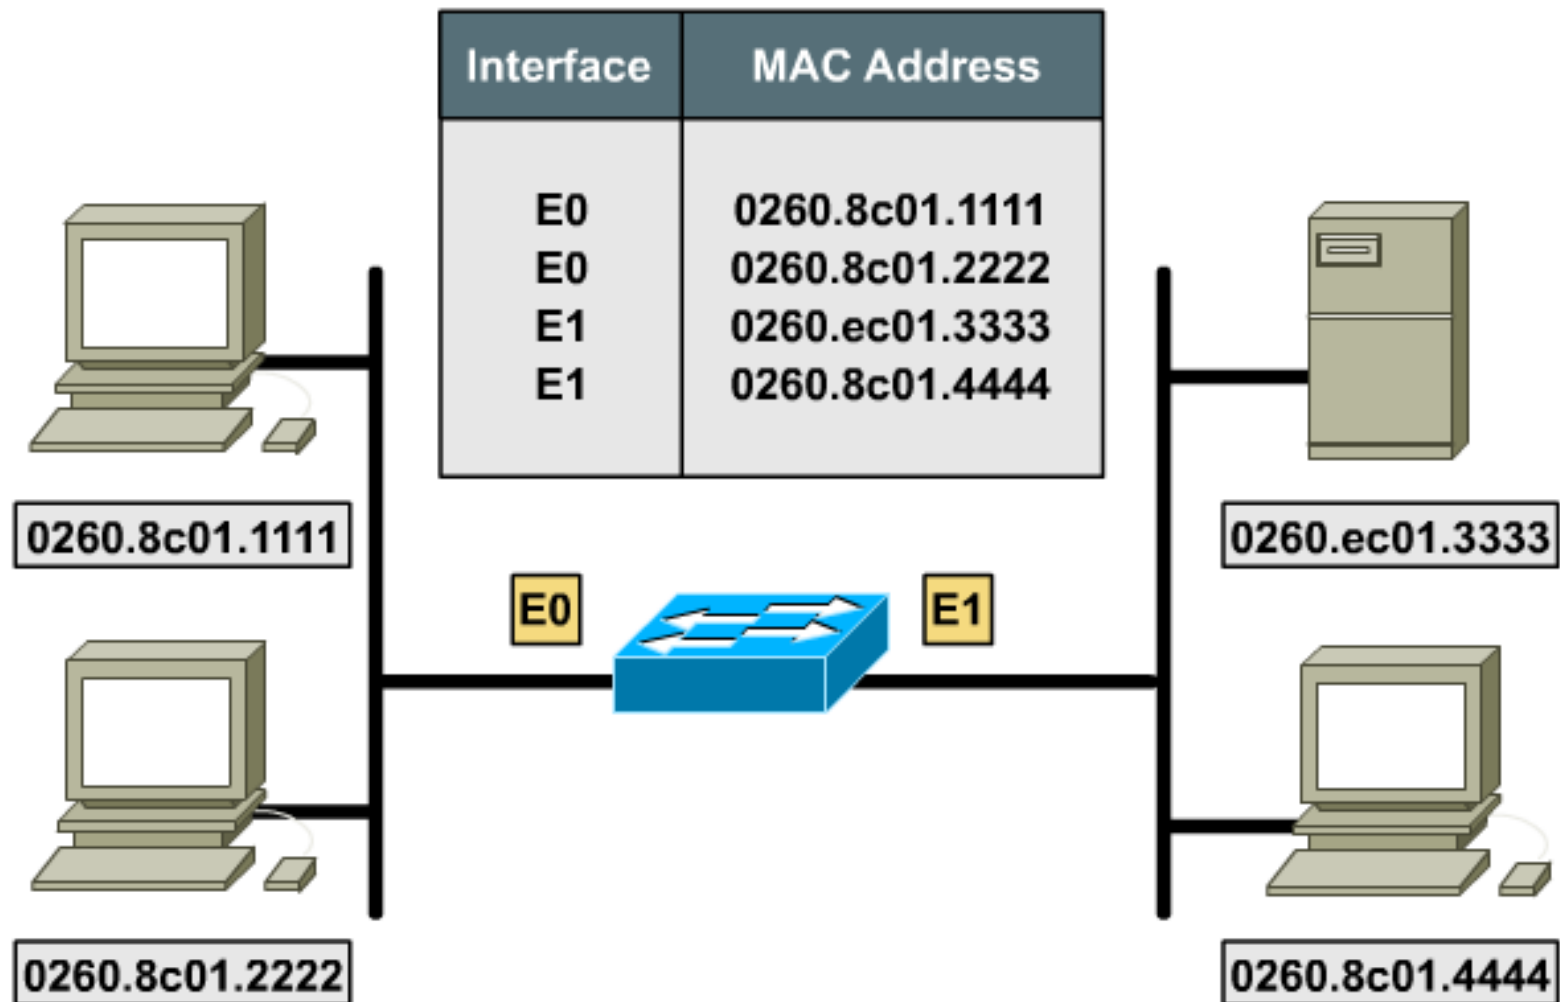 Interface MAC Address
E0 0260.8c01.1111
E0 0260.8c01.2222
E1 0260.ec01.3333
E1 0260.8c01.4444
0260.8c01.1111
0260.ec01.3333
E0
E1
0260.8c01.2222
0260.8c01.4444